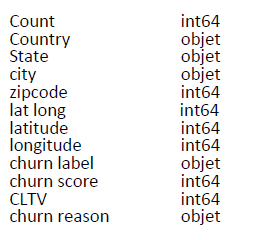 Count int64
Country objet
State objet
city objet
zipcode int64
lat long int64
latitude int64
longitude int64
churn label objet
churn score int64
CLTV int64
churn reason objet